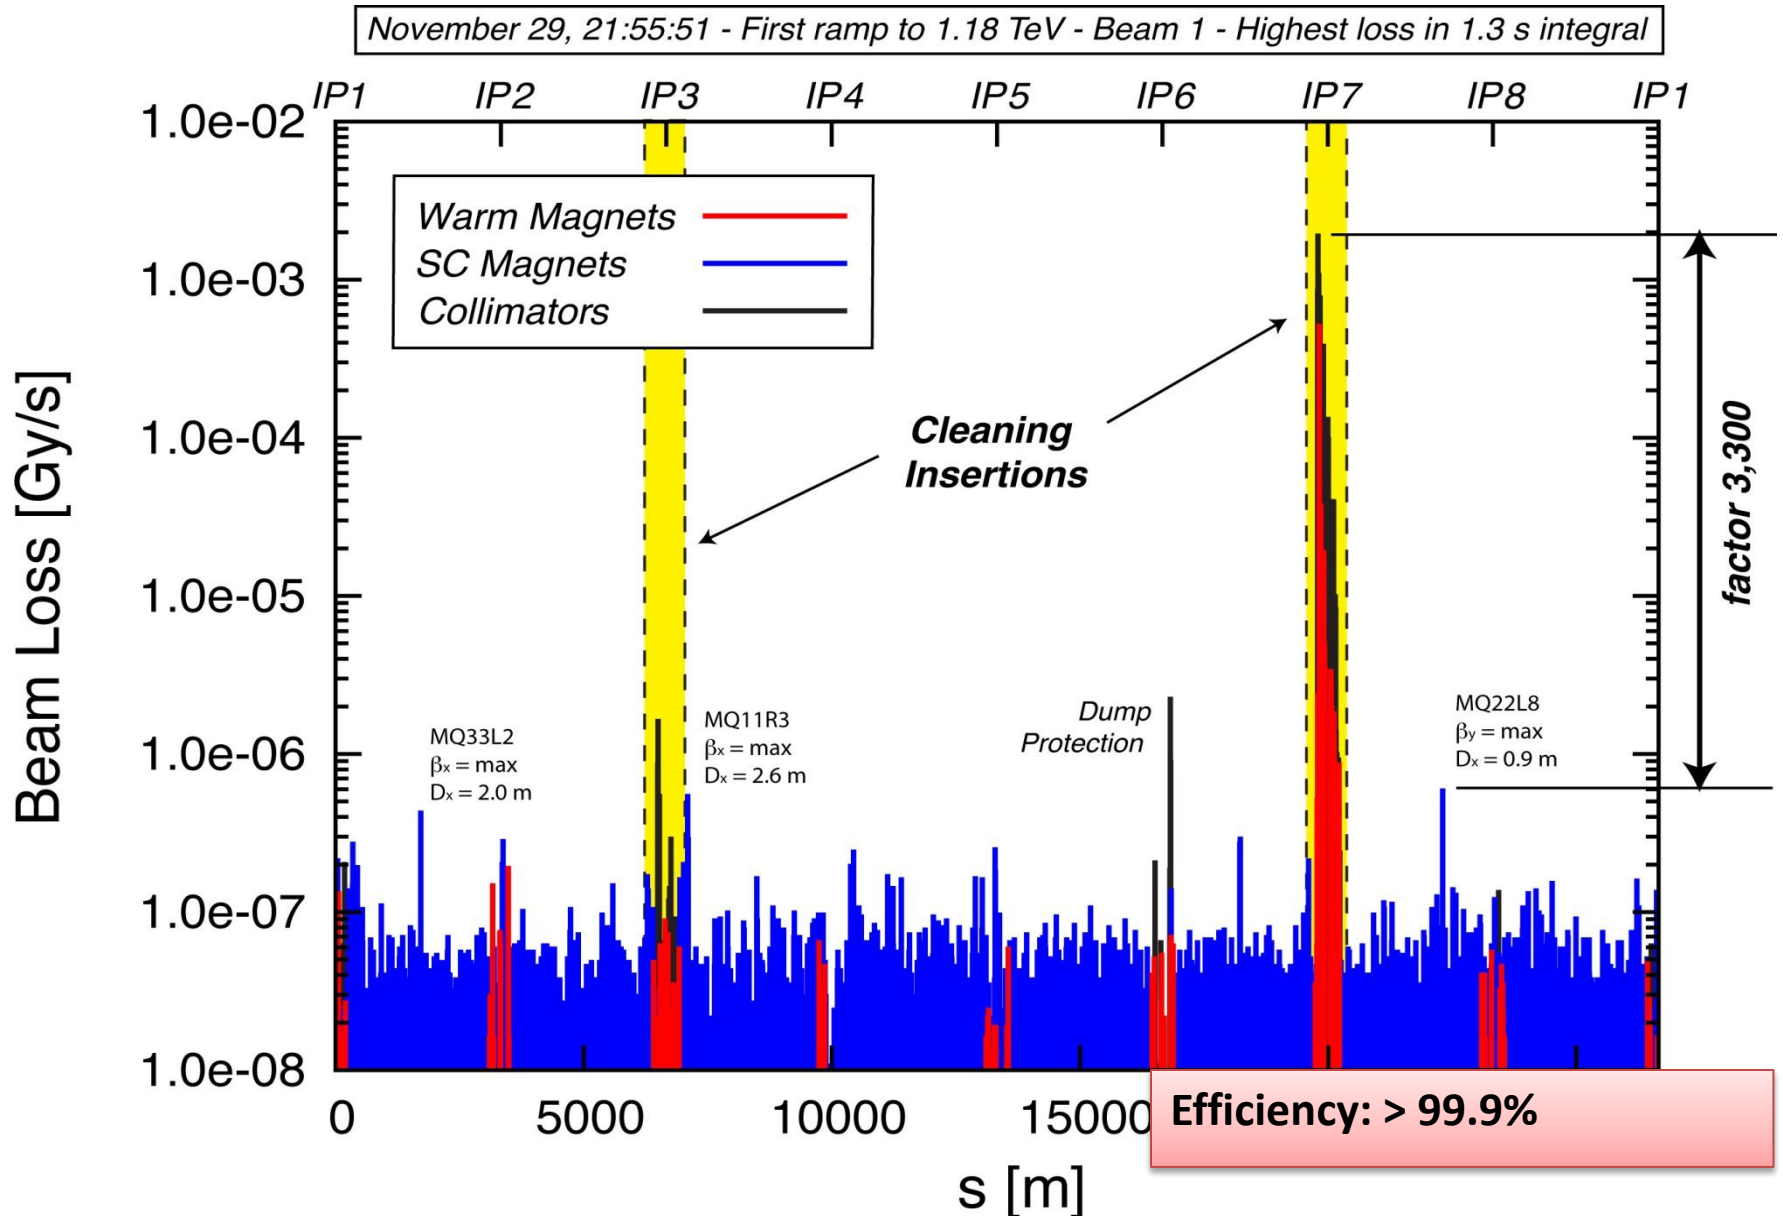 November 29, 21:55:51 - First ramp to 1.18 TeV - Beam 1 - Highest loss in 1.3 s integral
IP1 IP2 IP3 IP4 IP5 IP6 IP7 IP8 IP1
1.0e-02
1.0e-03
1.0e-04
1.0e-05
1.0e-06
1.0e-07
1.0e-08
Beam Loss [Gy/s]
Warm Magnets
SC Magnets
Collimators
Cleaning
Insertions
factor 3,300
MQ33L2
βx = max
Dx = 2.0 m
MQ11R3
βx = max
Dx = 2.6 m
Dump
Protection
MQ22L8
βy = max
Dx = 0.9 m
0 5000 10000 15000
Efficiency: > 99.9%
s [m]